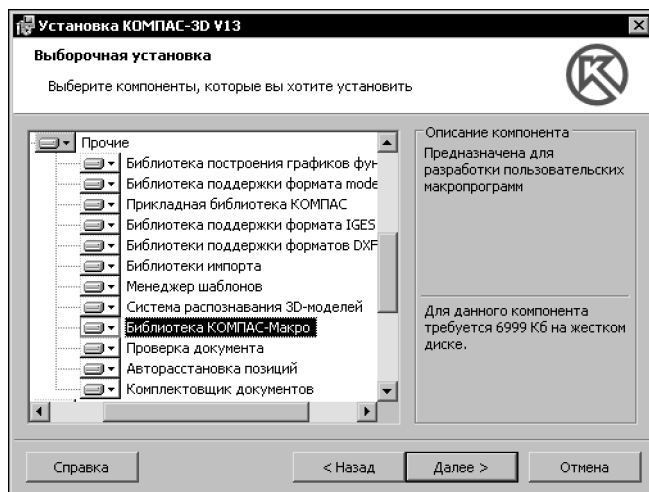 Установка КОМПАС-3D V13
Выборочная установка
Выберите компоненты, которые вы хотите установить
Прочие
Библиотека построения графиков фун
Библиотека поддержки формата mode
Прикладная библиотека КОМПАС
Библиотеки поддержки формата IGES
Библиотеки поддержки форматов DXF
Библиотеки импорта
Менеджер шаблонов
Система распознавания 3D-моделей
Библиотека КОМПАС-Макро
Проверка документа
Авторасстановка позиций
Комплектовщик документов
Описание компонента
Предназначена для
разработки пользовательских
макропрограмм
Для данного компонента
требуется 6999 Кб на жестком
диске.
Справка
< Назад
Далее >
Отмена